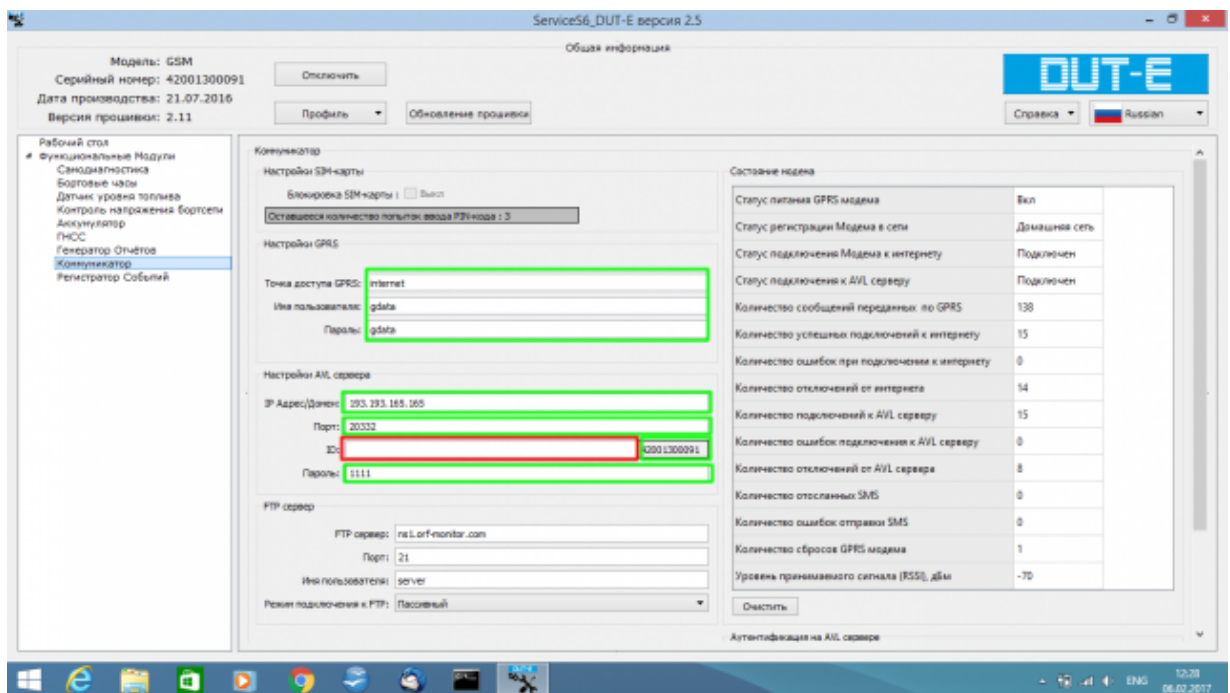 ServiceS6_DUT-E версия 2.5
Общая информация
Модель: GSM
Серийный номер: 42001300091
Дата производства: 21.07.2016
Версия прошивки: 2.11
Отключить
Профиль
Обновление прошивки
DUT-E
Справка
Russian
Рабочий стол
Функциональные Модули
Самодиагностика
Бортовые часы
Датчик уровня топлива
Контроль напряжения бортсети
Аккумулятор
ГНСС
Генератор Отчётов
Коммуникатор
Регистратор Событий
Коммуникатор
Настройки SIM-карты
Блокировка SIM-карты : Выкл
Оставшееся количество попыток ввода PIN-кода : 3
Настройки GPRS
Точка доступа GPRS: internet
Имя пользователя: gdata
Пароль: gdata
Настройки AVL сервера
IP Адрес/Домен: 193.193.165.165
Порт: 20332
ID: 42001300091
Пароль: 1111
FTP сервер
FTP сервер: ns1.orf-monitor.com
Порт: 21
Имя пользователя: server
Режим подключения к FTP: Пассивный
Состояние модема
Статус питания GPRS модема Вкл
Статус регистрации Модема в сети Домашняя сеть
Статус подключения Модема к интернету Подключен
Статус подключения к AVL серверу Подключен
Количество сообщений переданных по GPRS 138
Количество успешных подключений к интернету 15
Количество ошибок при подключении к интернету 0
Количество отключений от интернета 14
Количество подключений к AVL серверу 15
Количество ошибок подключения к AVL серверу 0
Количество отключений от AVL сервера 8
Количество отосланных SMS 0
Количество ошибок отправки SMS 0
Количество сбросов GPRS модема 1
Уровень принимаемого сигнала (RSSI), дБм -70
Очистить
Аутентификация на AVL сервере
ENG
12:28
06.02.2017